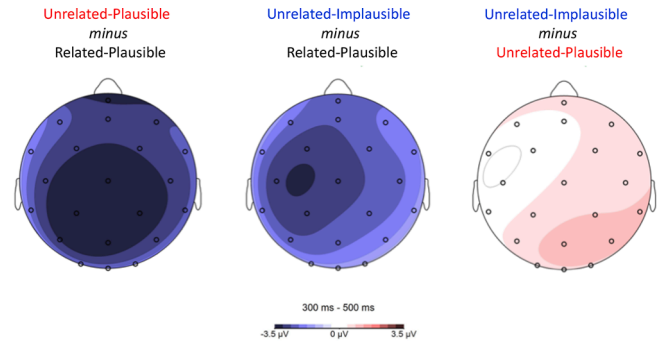 Unrelated-Plausible
minus
Related-Plausible
Unrelated-Implausible
minus
Related-Plausible
Unrelated-Implausible
minus
Unrelated-Plausible
300 ms - 500 ms
-3.5 µV 0 µV 3.5 µV